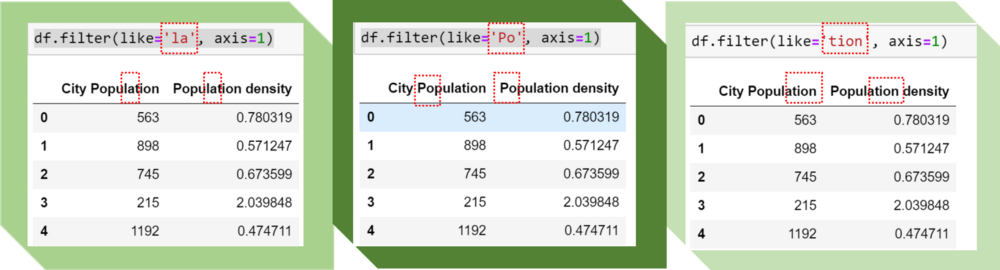 df.filter(like='la', axis=1)
City Population Population density
0 563 0.780319
1 898 0.571247
2 745 0.673599
3 215 2.039848
4 1192 0.474711
df.filter(like='Po', axis=1)
City Population Population density
0 563 0.780319
1 898 0.571247
2 745 0.673599
3 215 2.039848
4 1192 0.474711
df.filter(like='tion , axis=1)
City Population Population density
0 563 0.780319
1 898 0.571247
2 745 0.673599
3 215 2.039848
4 1192 0.474711